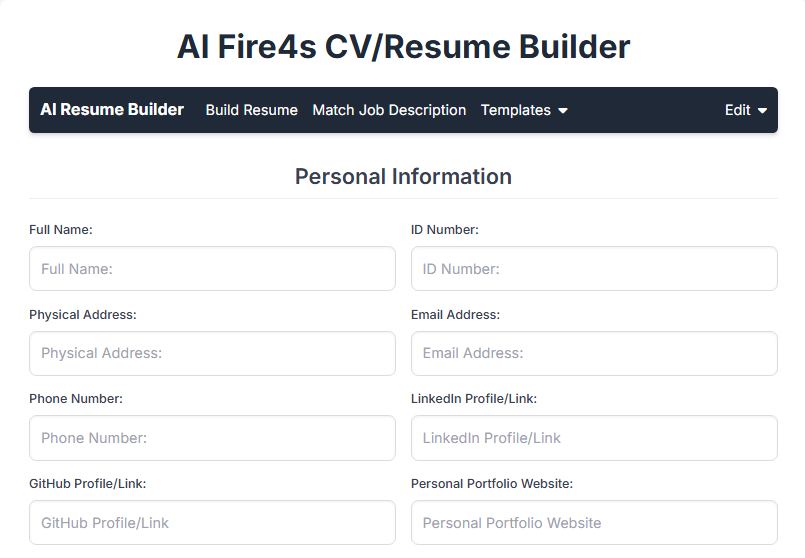 AI Fire4s CV/Resume Builder
AI Resume Builder Build Resume Match Job Description Templates Edit
Personal Information
Full Name: ID Number:
Full Name: ID Number:
Physical Address: Email Address:
Physical Address: Email Address:
Phone Number: LinkedIn Profile/Link:
Phone Number: LinkedIn Profile/Link
GitHub Profile/Link: Personal Portfolio Website:
GitHub Profile/Link Personal Portfolio Website